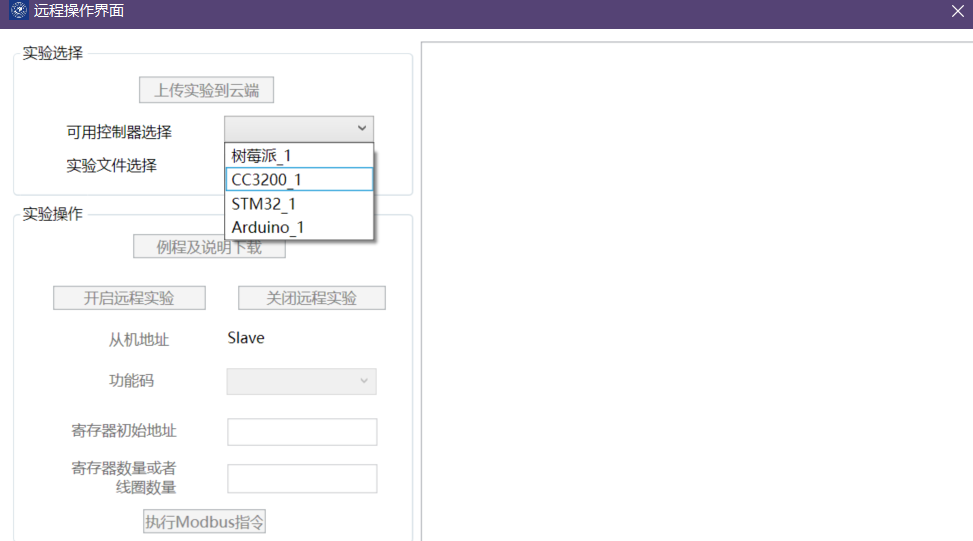 远程操作界面
实验选择
上传实验到云端
可用控制器选择
树莓派_1
实验文件选择
CC3200_1
STM32_1
Arduino_1
实验操作
例程及说明下载
开启远程实验 关闭远程实验
从机地址 Slave
功能码
寄存器初始地址
寄存器数量或者
线圈数量
执行Modbus指令